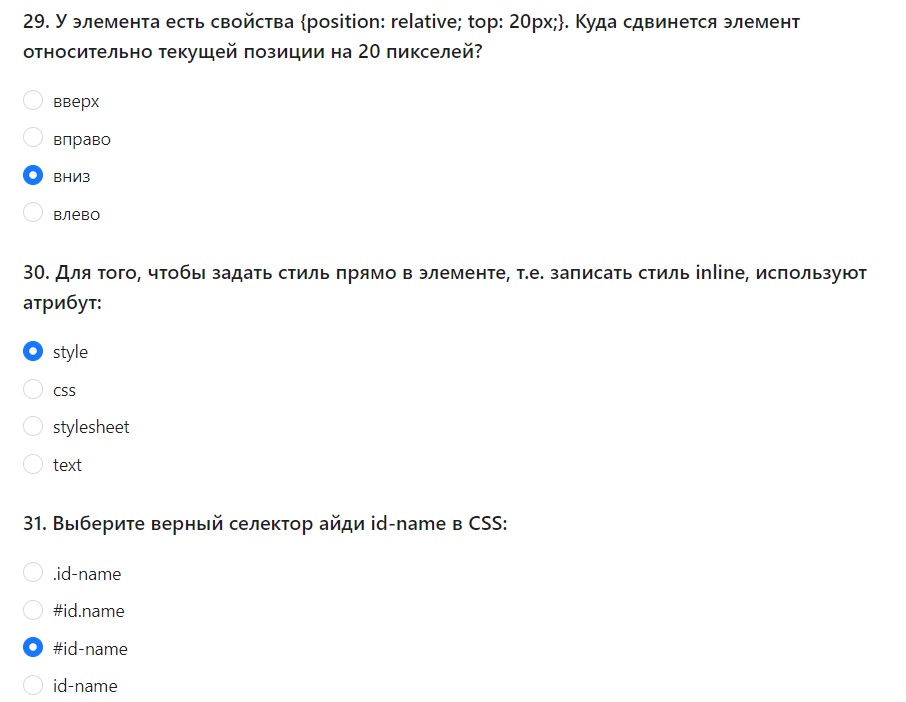 29. У элемента есть свойства {position: relative; top: 20px;}. Куда сдвинется элемент
относительно текущей позиции на 20 пикселей?
вверх
вправо
вниз
влево
30. Для того, чтобы задать стиль прямо в элементе, т.е. записать стиль inline, используют
атрибут:
style
css
stylesheet
text
31. Выберите верный селектор айди id-name в CSS:
.id-name
#id.name
#id-name
id-name